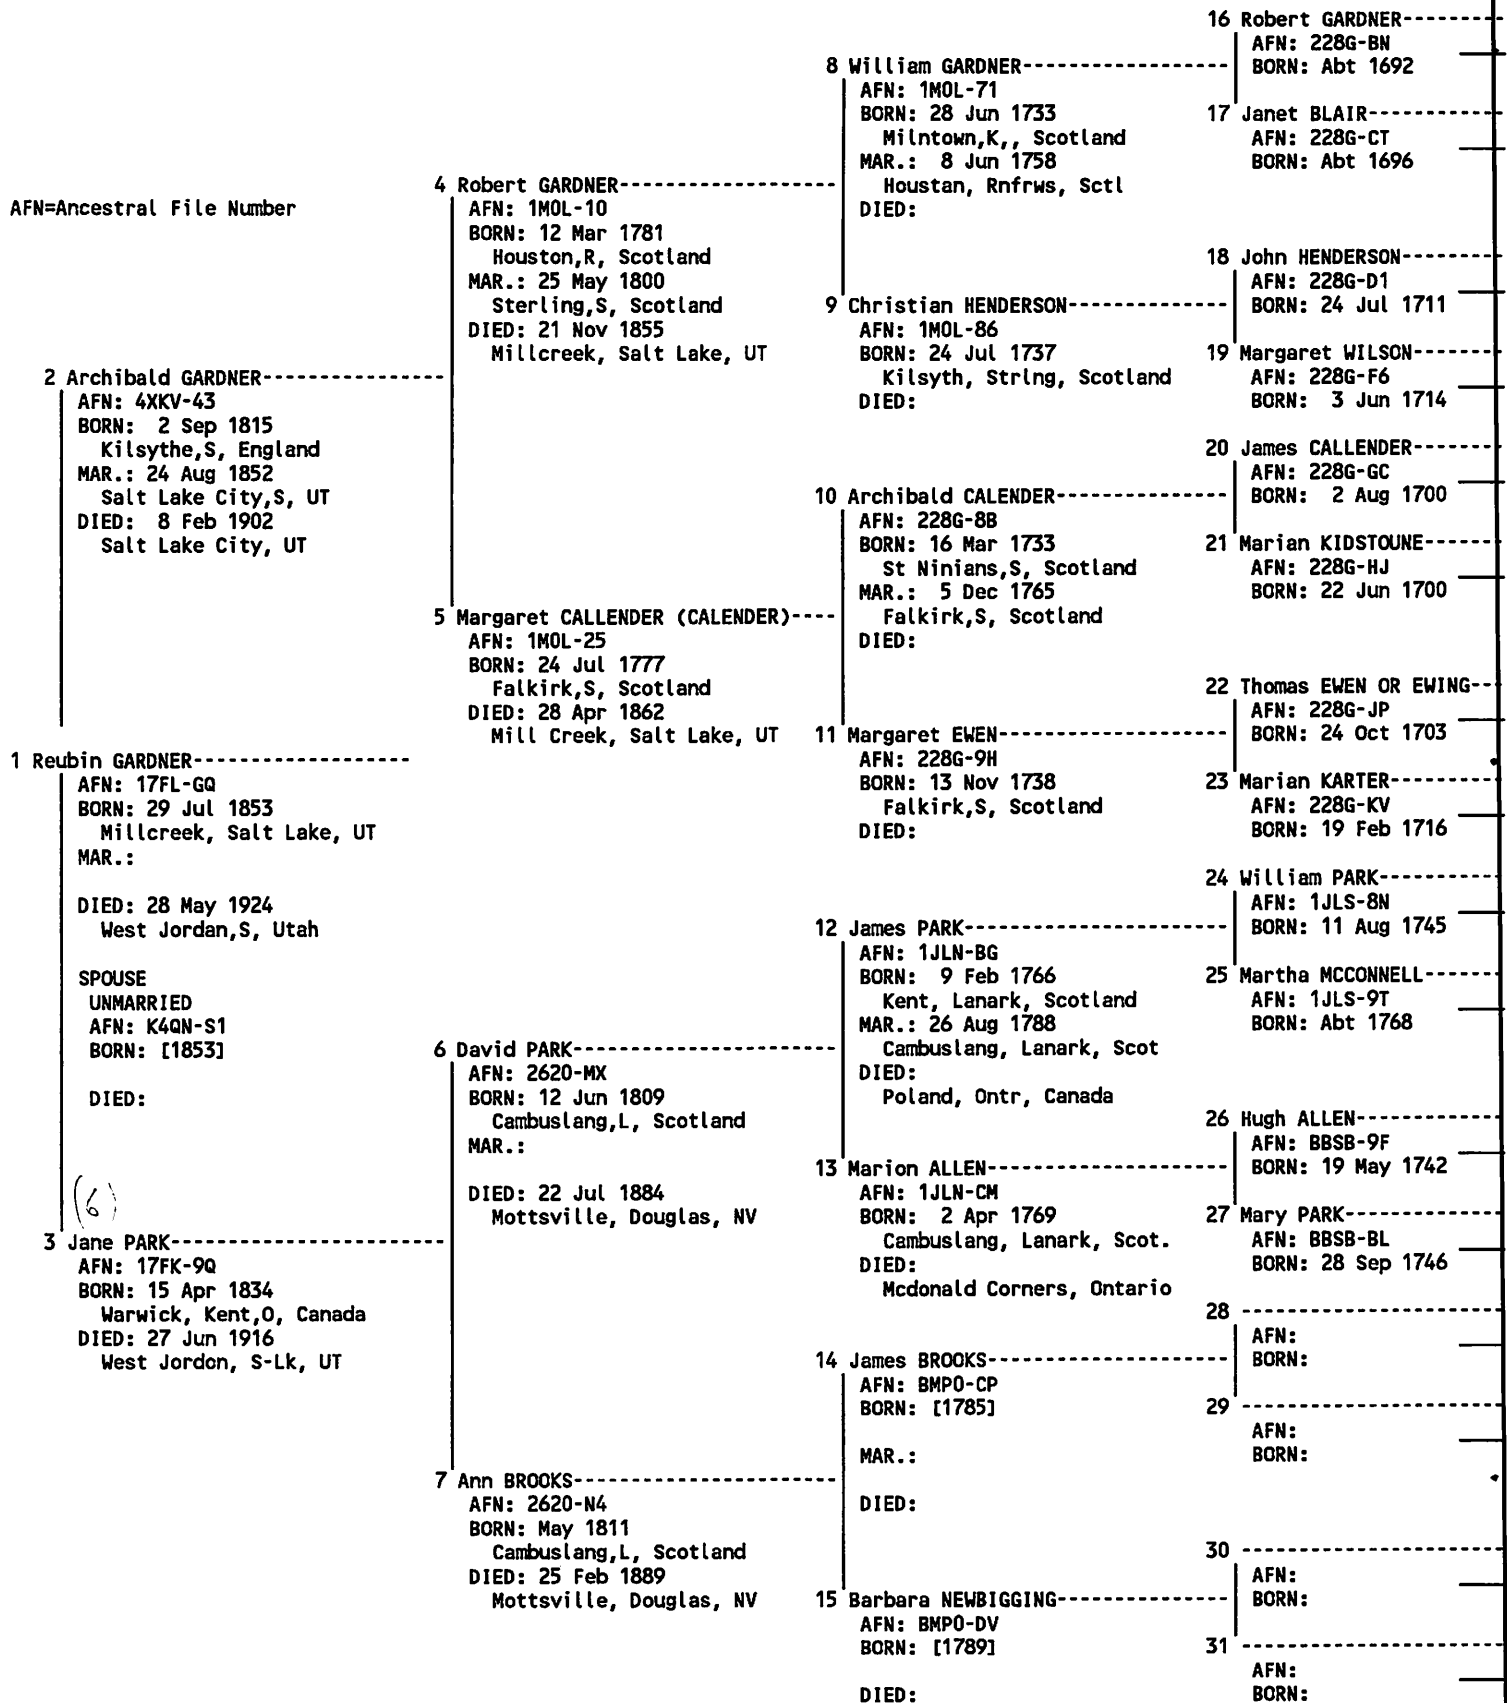 AFN=Ancestral File Number
1 Reubin GARDNER
AFN: 17FL-GQ
BORN: 29 Jul 1853
Millcreek, Salt Lake, UT
MAR.:
DIED: 28 May 1924
West Jordan,S, Utah
SPOUSE
UNMARRIED
AFN: K4QN-S1
BORN: [1853]
DIED:
2 Archibald GARDNER
AFN: 4XKV-43
BORN: 2 Sep 1815
Kilsythe,S, England
MAR.: 24 Aug 1852
Salt Lake City,S, UT
DIED: 8 Feb 1902
Salt Lake City, UT
(6)
3 Jane PARK
AFN: 17FK-9Q
BORN: 15 Apr 1834
Warwick, Kent,O, Canada
DIED: 27 Jun 1916
West Jordon, S-Lk, UT
4 Robert GARDNER
AFN: 1MOL-10
BORN: 12 Mar 1781
Houston,R, Scotland
MAR.: 25 May 1800
Sterling,S, Scotland
DIED: 21 Nov 1855
Millcreek, Salt Lake, UT
5 Margaret CALLENDER (CALENDER)
AFN: 1MOL-25
BORN: 24 Jul 1777
Falkirk,S, Scotland
DIED: 28 Apr 1862
Mill Creek, Salt Lake, UT
6 David PARK
AFN: 2620-MX
BORN: 12 Jun 1809
Cambuslang,L, Scotland
MAR.:
DIED: 22 Jul 1884
Mottsville, Douglas, NV
7 Ann BROOKS
AFN: 2620-N4
BORN: May 1811
Cambuslang,L, Scotland
DIED: 25 Feb 1889
Mottsville, Douglas, NV
8 William GARDNER
AFN: 1MOL-71
BORN: 28 Jun 1733
Milntown,K,, Scotland
MAR.: 8 Jun 1758
Houstan, Rnfrws, Sctl
DIED:
9 Christian HENDERSON
AFN: 1MOL-86
BORN: 24 Jul 1737
Kilsyth, Strlng, Scotland
DIED:
10 Archibald CALENDER
AFN: 228G-8B
BORN: 16 Mar 1733
St Ninians,S, Scotland
MAR.: 5 Dec 1765
Falkirk,S, Scotland
DIED:
11 Margaret EWEN
AFN: 228G-9H
BORN: 13 Nov 1738
Falkirk,S, Scotland
DIED:
12 James PARK
AFN: 1JLN-BG
BORN: 9 Feb 1766
Kent, Lanark, Scotland
MAR.: 26 Aug 1788
Cambuslang, Lanark, Scot
DIED:
Poland, Ontr, Canada
13 Marion ALLEN
AFN: 1JLN-CM
BORN: 2 Apr 1769
Cambuslang, Lanark, Scot.
DIED:
Mcdonald Corners, Ontario
14 James BROOKS
AFN: BMPO-CP
BORN: [1785]
MAR.:
DIED:
15 Barbara NEWBIGGING
AFN: BMPO-DV
BORN: [1789]
DIED:
16 Robert GARDNER
AFN: 228G-BN
BORN: Abt 1692
17 Janet BLAIR
AFN: 228G-CT
BORN: Abt 1696
18 John HENDERSON
AFN: 228G-D1
BORN: 24 Jul 1711
19 Margaret WILSON
AFN: 228G-F6
BORN: 3 Jun 1714
20 James CALLENDER
AFN: 228G-GC
BORN: 2 Aug 1700
21 Marian KIDSTOUNE
AFN: 228G-HJ
BORN: 22 Jun 1700
22 Thomas EWEN OR EWING
AFN: 228G-JP
BORN: 24 Oct 1703
23 Marian KARTER
AFN: 228G-KV
BORN: 19 Feb 1716
24 William PARK
AFN: 1JLS-8N
BORN: 11 Aug 1745
25 Martha MCCONNELL
AFN: 1JLS-9T
BORN: Abt 1768
26 Hugh ALLEN
AFN: BBSB-9F
BORN: 19 May 1742
27 Mary PARK
AFN: BBSB-BL
BORN: 28 Sep 1746
28
AFN:
BORN:
29
AFN:
BORN:
30
AFN:
BORN:
31
AFN:
BORN: